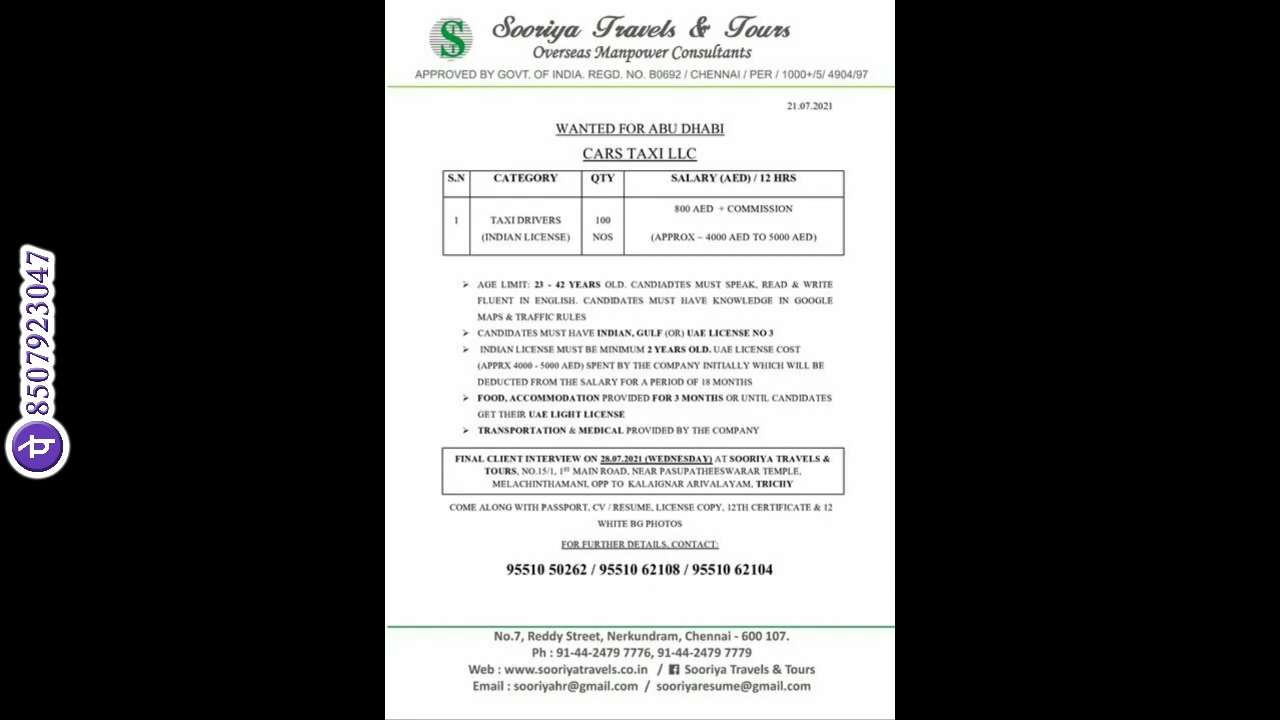 S
Sooriya Travels & Tours
Overseas Manpower Consultants
APPROVED BY GOVT. OF INDIA. REGD. NO. B0692 / CHENNAI / PER / 1000+/5/ 4904/97
21.07.2021
WANTED FOR ABU DHABI
CARS TAXI LLC
S.N CATEGORY QTY SALARY (AED) / 12 HRS
1 TAXI DRIVERS (INDIAN LICENSE) 100 NOS 800 AED + COMMISSION (APPROX – 4000 AED TO 5000 AED)
➢ AGE LIMIT: 23 - 42 YEARS OLD. CANDIADTES MUST SPEAK, READ & WRITE
FLUENT IN ENGLISH. CANDIDATES MUST HAVE KNOWLEDGE IN GOOGLE
MAPS & TRAFFIC RULES
➢ CANDIDATES MUST HAVE INDIAN, GULF (OR) UAE LICENSE NO 3
➢ INDIAN LICENSE MUST BE MINIMUM 2 YEARS OLD. UAE LICENSE COST
(APPRX 4000 - 5000 AED) SPENT BY THE COMPANY INITIALLY WHICH WILL BE
DEDUCTED FROM THE SALARY FOR A PERIOD OF 18 MONTHS
➢ FOOD, ACCOMMODATION PROVIDED FOR 3 MONTHS OR UNTIL CANDIDATES
GET THEIR UAE LIGHT LICENSE
➢ TRANSPORTATION & MEDICAL PROVIDED BY THE COMPANY
FINAL CLIENT INTERVIEW ON 28.07.2021 (WEDNESDAY) AT SOORIYA TRAVELS &
TOURS, NO.15/1, 1ST MAIN ROAD, NEAR PASUPATHEESWARAR TEMPLE,
MELACHINTHAMANI, OPP TO KALAIGNAR ARIVALAYAM, TRICHY
COME ALONG WITH PASSPORT, CV / RESUME, LICENSE COPY, 12TH CERTIFICATE & 12
WHITE BG PHOTOS
FOR FURTHER DETAILS, CONTACT:
95510 50262 / 95510 62108 / 95510 62104
No.7, Reddy Street, Nerkundram, Chennai - 600 107.
Ph : 91-44-2479 7776, 91-44-2479 7779
Web : www.sooriyatravels.co.in / Sooriya Travels & Tours
Email : sooriyahr@gmail.com / sooriyaresume@gmail.com
पे 8507923047